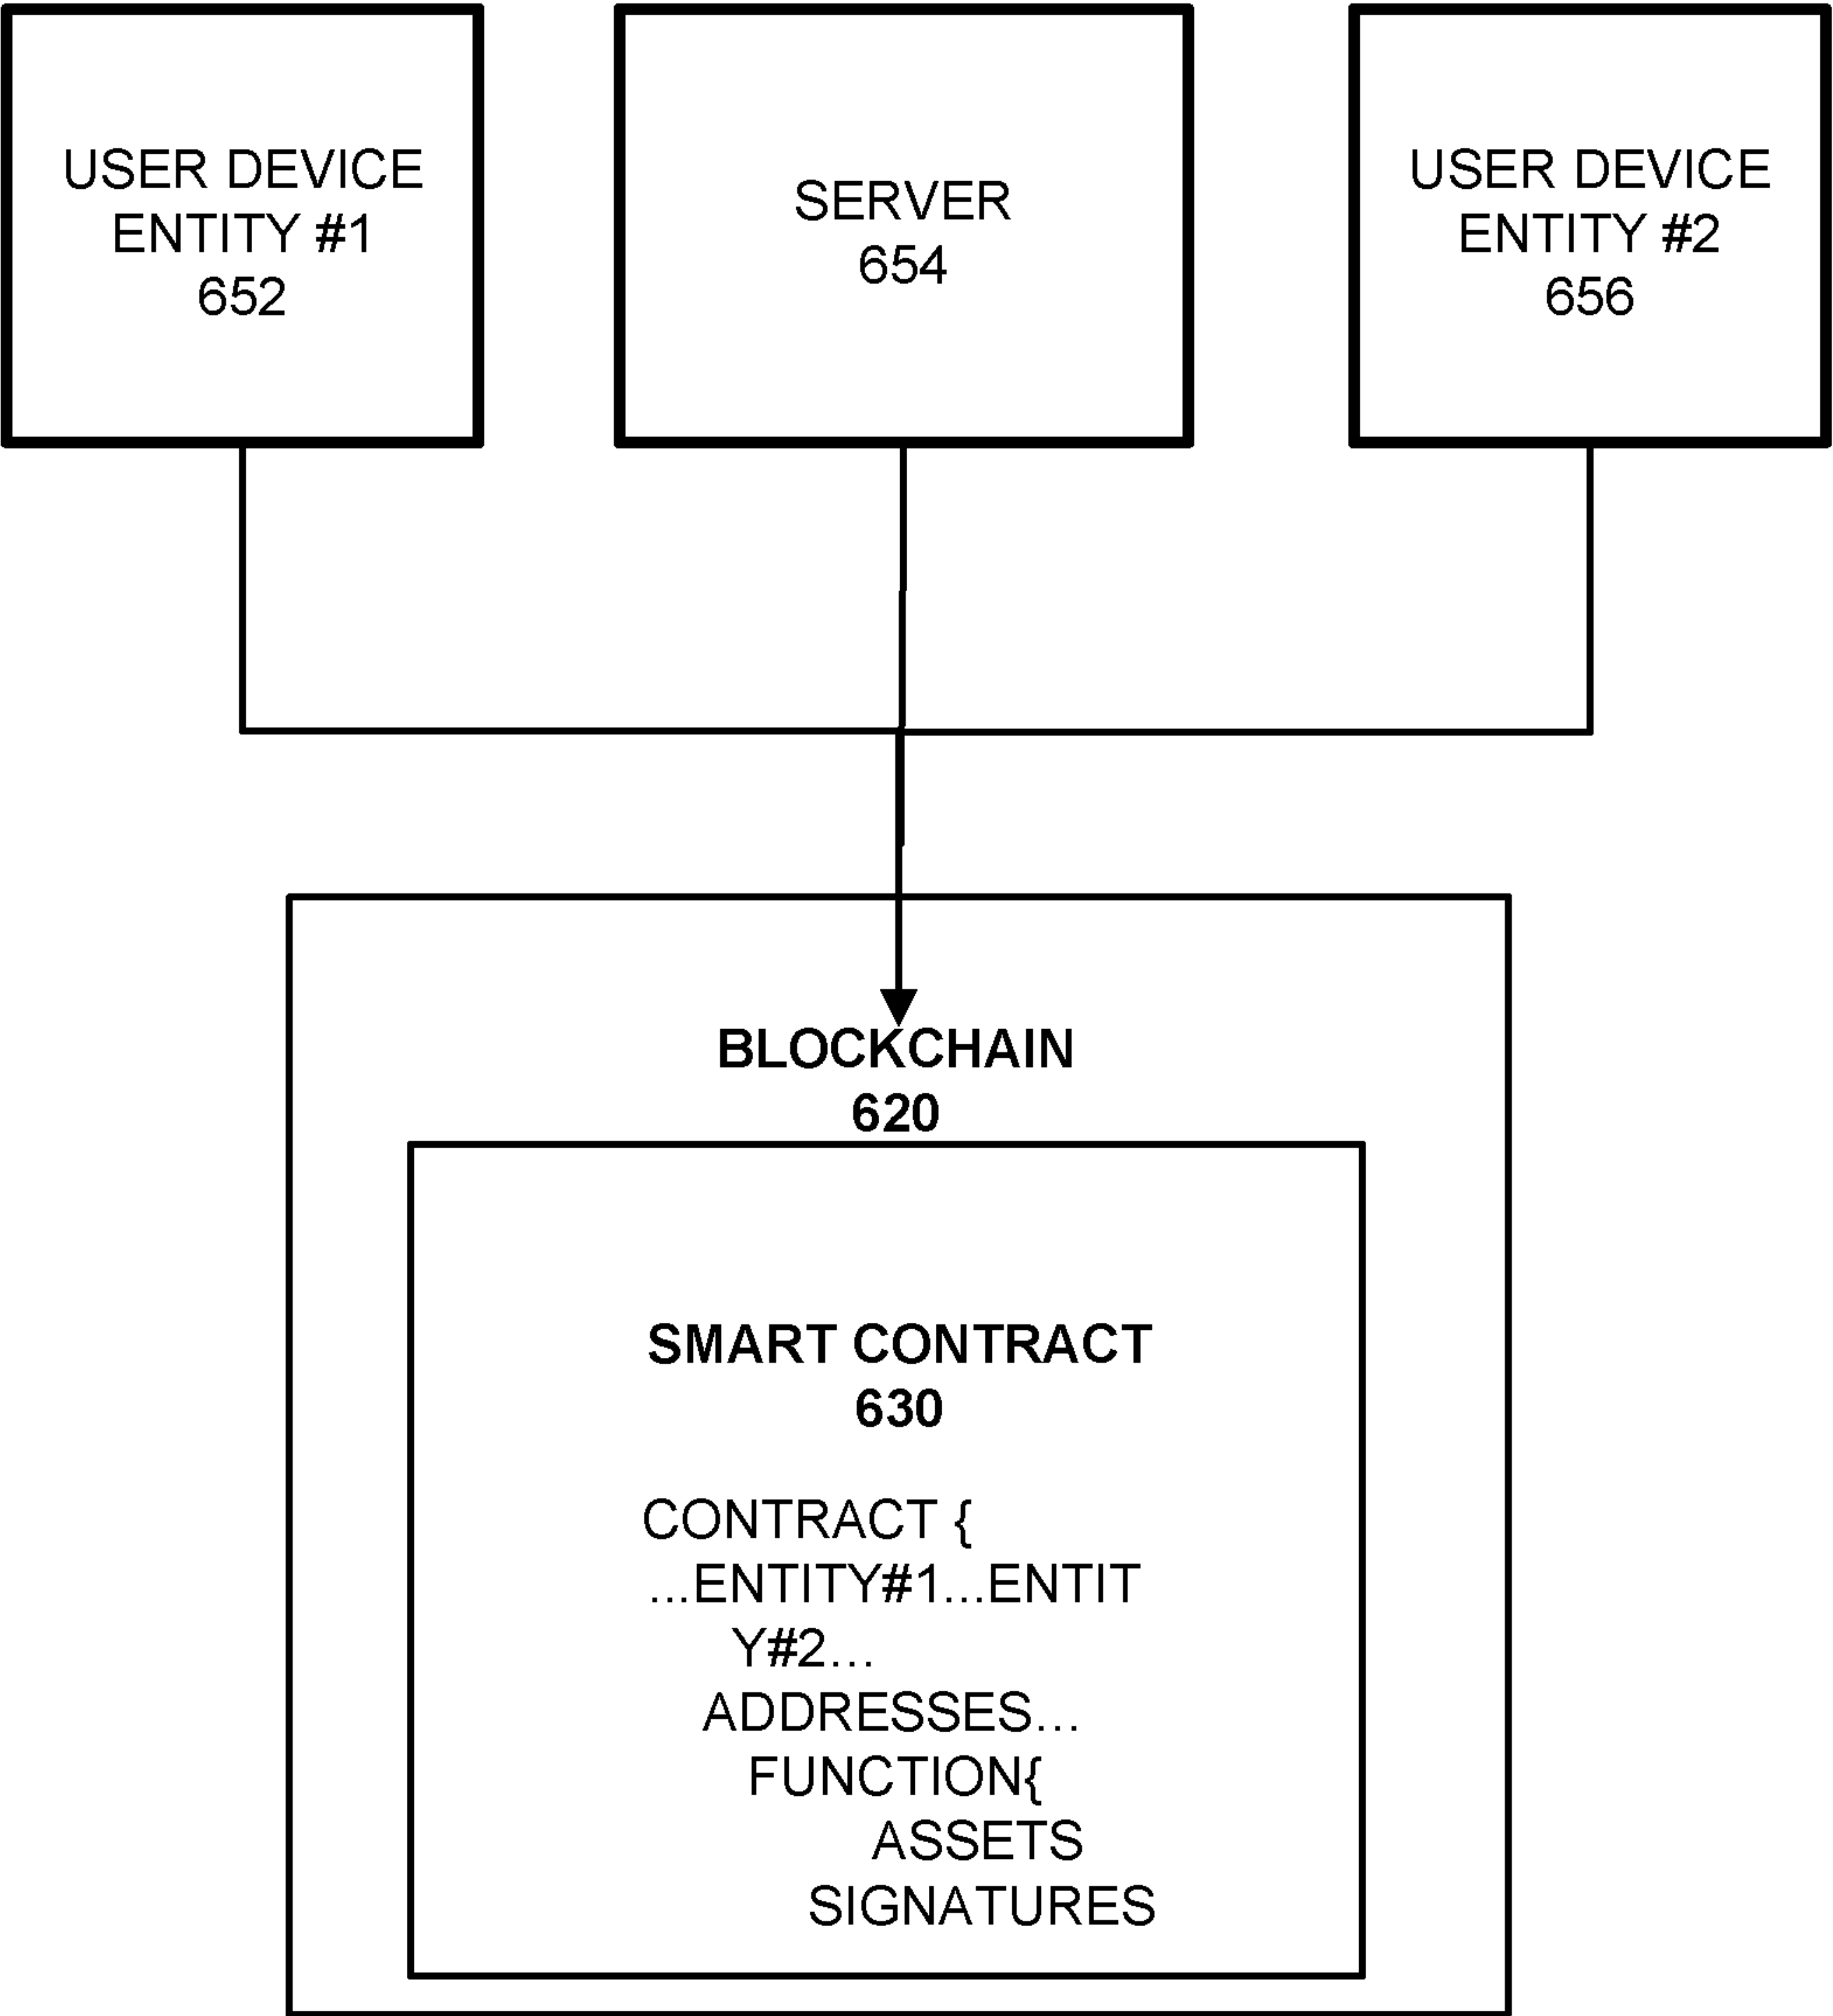 USER DEVICE
ENTITY #1
652
SERVER
654
USER DEVICE
ENTITY #2
656
BLOCKCHAIN
620
SMART CONTRACT
630
CONTRACT {
...ENTITY#1...ENTIT
Y#2...
ADDRESSES...
FUNCTION{
ASSETS
SIGNATURES